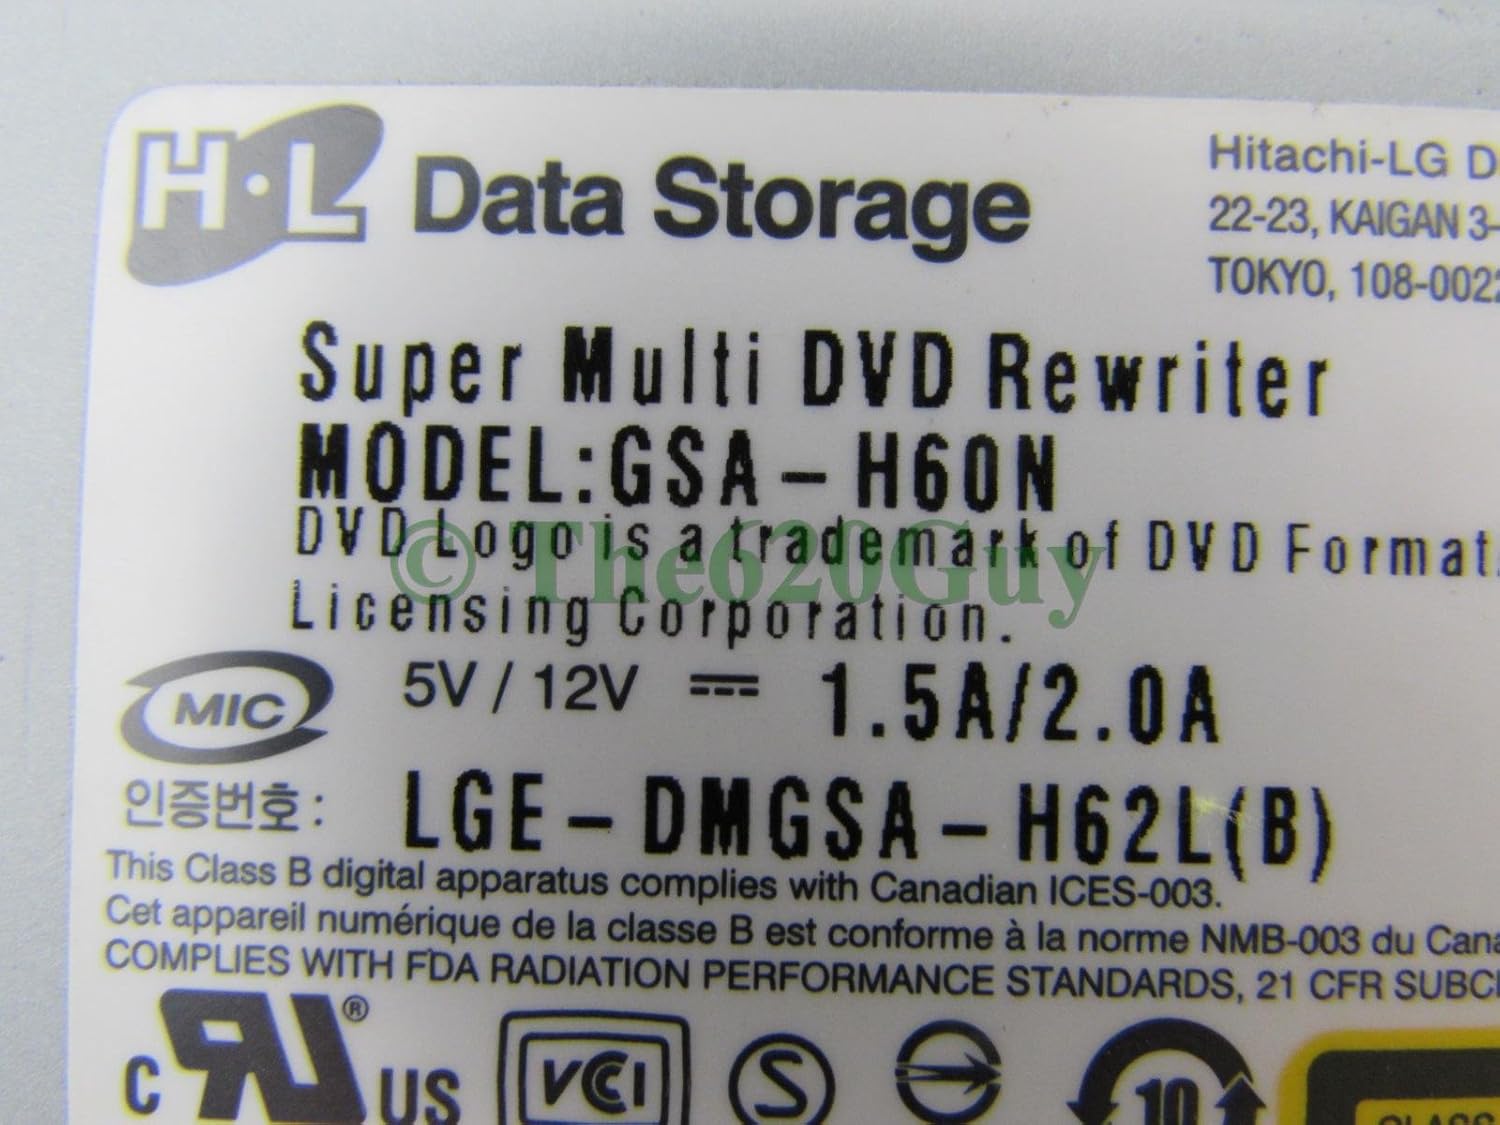 H·L Data Storage
Hitachi-LG D
22-23, KAIGAN 3-
TOKYO, 108-0022
Super Multi DVD Rewriter
MODEL:GSA-H60N
DVD Logo is a trademark of DVD Format
Licensing Corporation.
© The620Guy
MIC
5V / 12V ⎓ 1.5A/2.0A
인증번호: LGE-DMGSA-H62L(B)
This Class B digital apparatus complies with Canadian ICES-003.
Cet appareil numérique de la classe B est conforme à la norme NMB-003 du Cana
COMPLIES WITH FDA RADIATION PERFORMANCE STANDARDS, 21 CFR SUBC
C UR ® US
VCI
S
10
CLASS